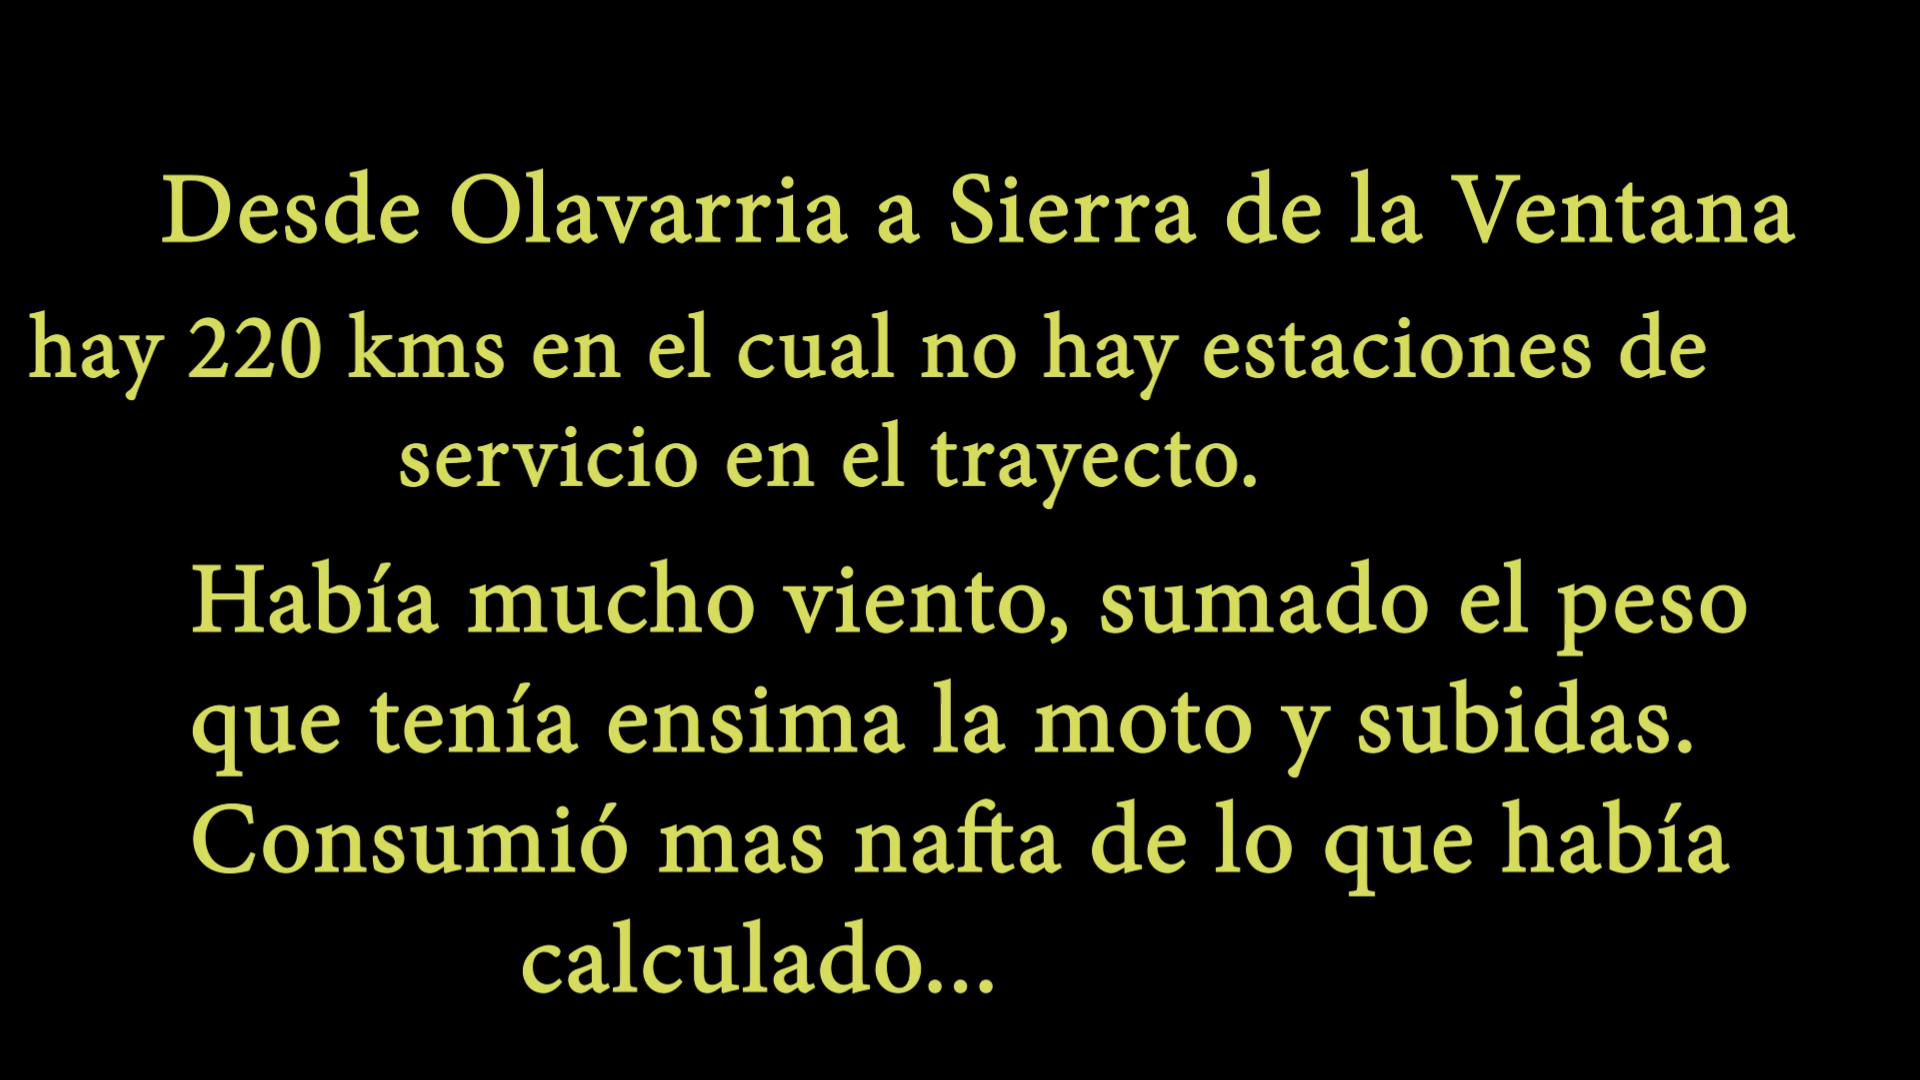 Desde Olavarria a Sierra de la Ventana
hay 220 kms en el cual no hay estaciones de
servicio en el trayecto.
Había mucho viento, sumado el peso
que tenía ensima la moto y subidas.
Consumió mas nafta de lo que había
calculado...